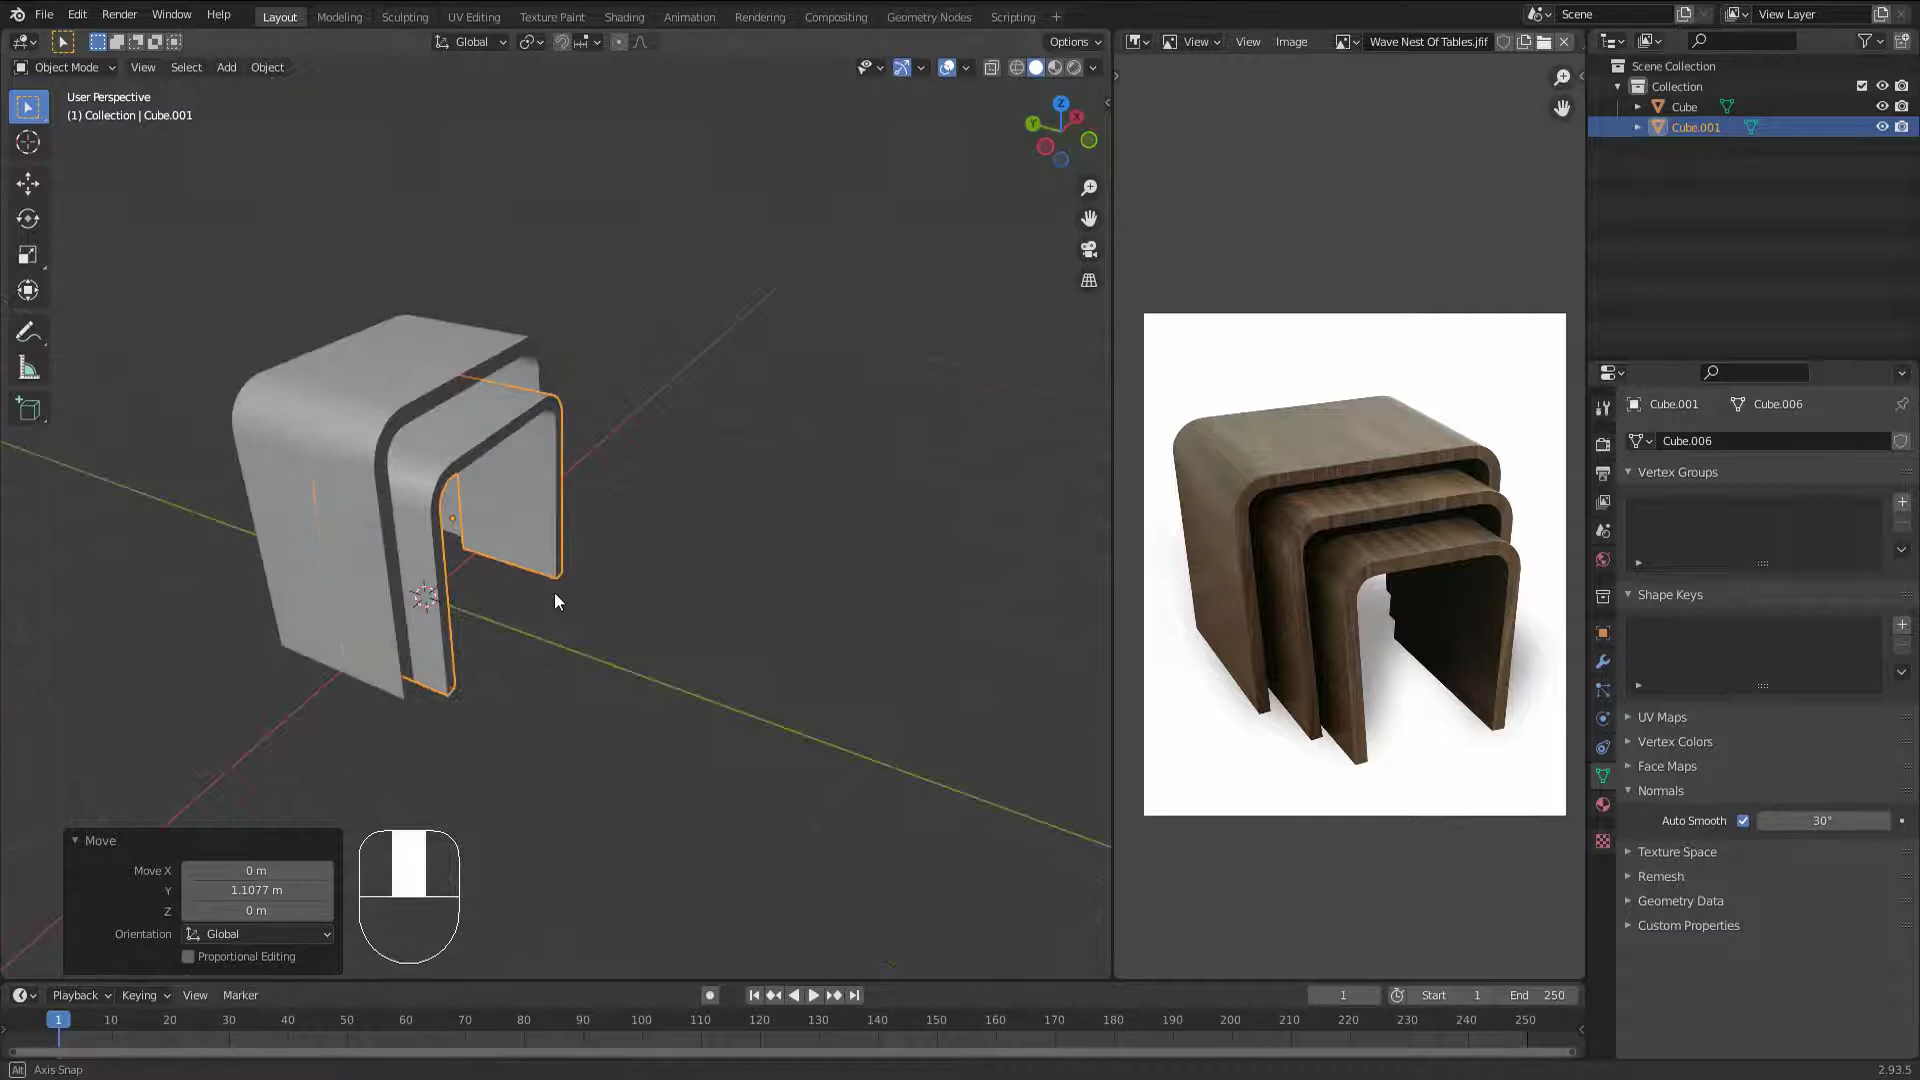 File Edit Render Window Help Layout Modeling Sculpting UV Editing Texture Paint Shading Animation Rendering Compositing Geometry Nodes Scripting + Scene View Layer
Global Options View View Image Wave Nest Of Tables.jfif
Object Mode View Select Add Object
User Perspective
(1) Collection | Cube.001
Z
Y
X
Scene Collection
Collection
Cube
Cube.001
Cube.001 Cube.006
Cube.006
Vertex Groups
Shape Keys
UV Maps
Vertex Colors
Face Maps
Normals
Auto Smooth 30°
Texture Space
Remesh
Geometry Data
Custom Properties
Move
Move X 0 m
Y 1.1077 m
Z 0 m
Orientation Global
Proportional Editing
Playback Keying View Marker 1 Start 1 End 250
1 10 20 30 40 50 60 70 80 90 100 110 120 130 140 150 160 170 180 190 200 210 220 230 240 250
Alt Axis Snap 2.93.5